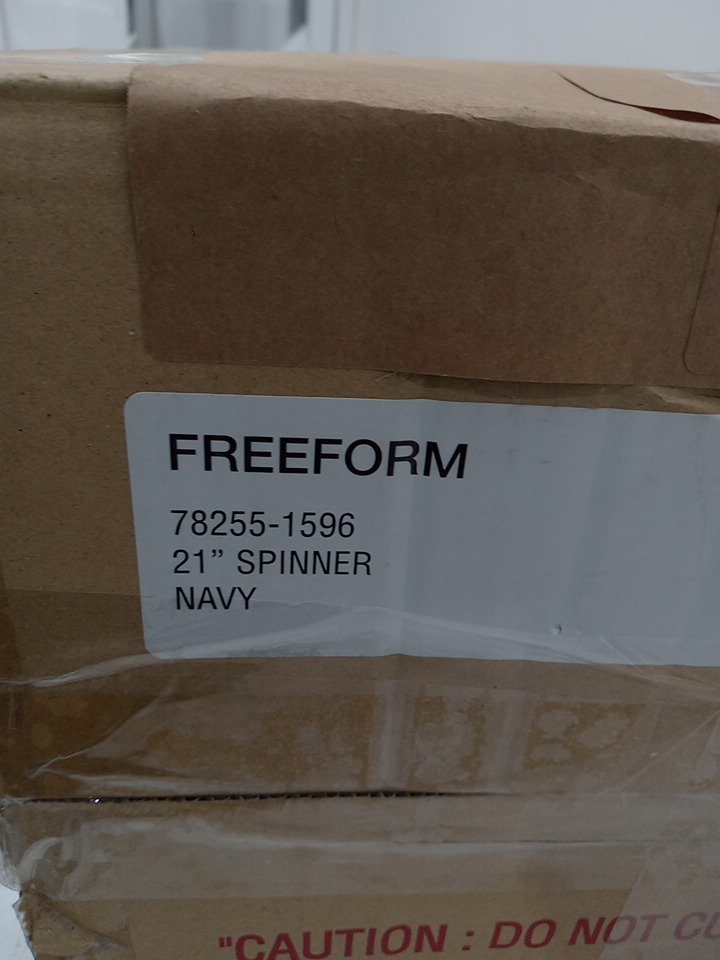 FREEFORM
78255-1596
21” SPINNER
NAVY
"CAUTION : DO NOT